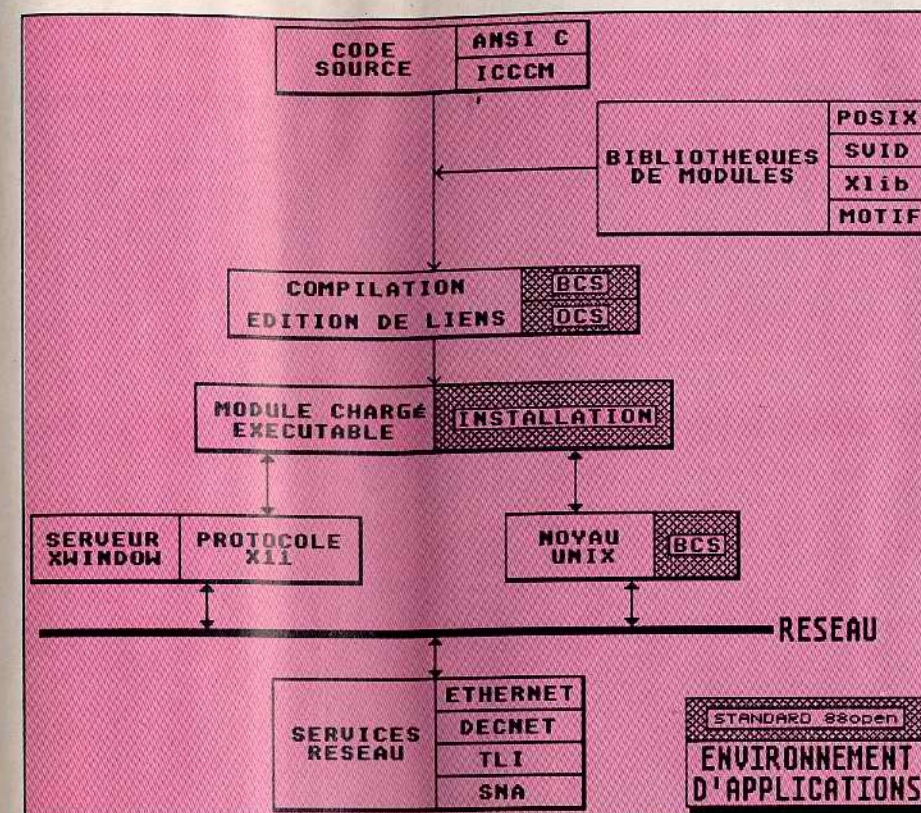 CODE
SOURCE
ANSI C
ICCCM
BIBLIOTHEQUES
DE MODULES
POSIX
SVID
Xlib
MOTIF
COMPILATION
EDITION DE LIENS
BCS
OCS
MODULE CHARGÉ
EXECUTABLE
INSTALLATION
SERVEUR
XWINDOW
PROTOCOLE
X11
NOYAU
UNIX
BCS
RESEAU
SERVICES
RESEAU
ETHERNET
DECNET
TLI
SNA
STANDARD 88open
ENVIRONNEMENT
D'APPLICATIONS